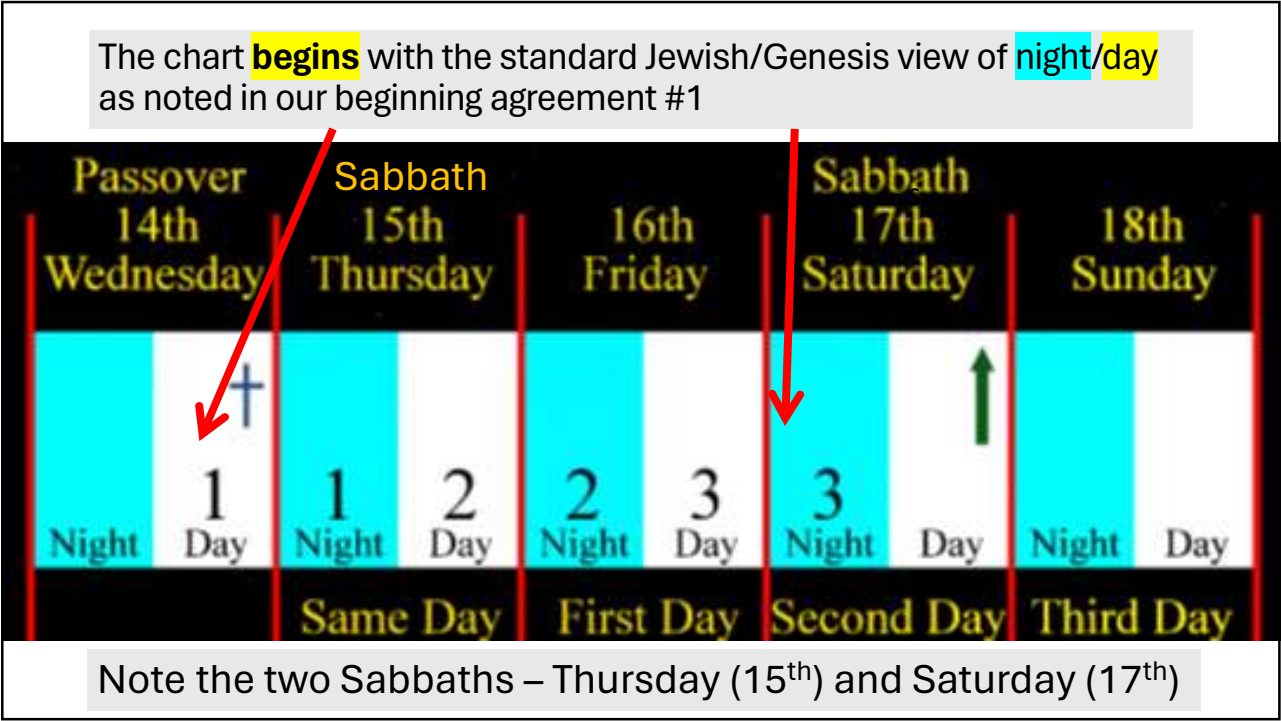 The chart begins with the standard Jewish/Genesis view of night/day
as noted in our beginning agreement #1
Passover Sabbath Sabbath
14th 15th 16th 17th 18th
Wednesday Thursday Friday Saturday Sunday
1 1 2 2 3 3
Night Day Night Day Night Day Night Day Night Day
Same Day First Day Second Day Third Day
Note the two Sabbaths – Thursday (15th) and Saturday (17th)